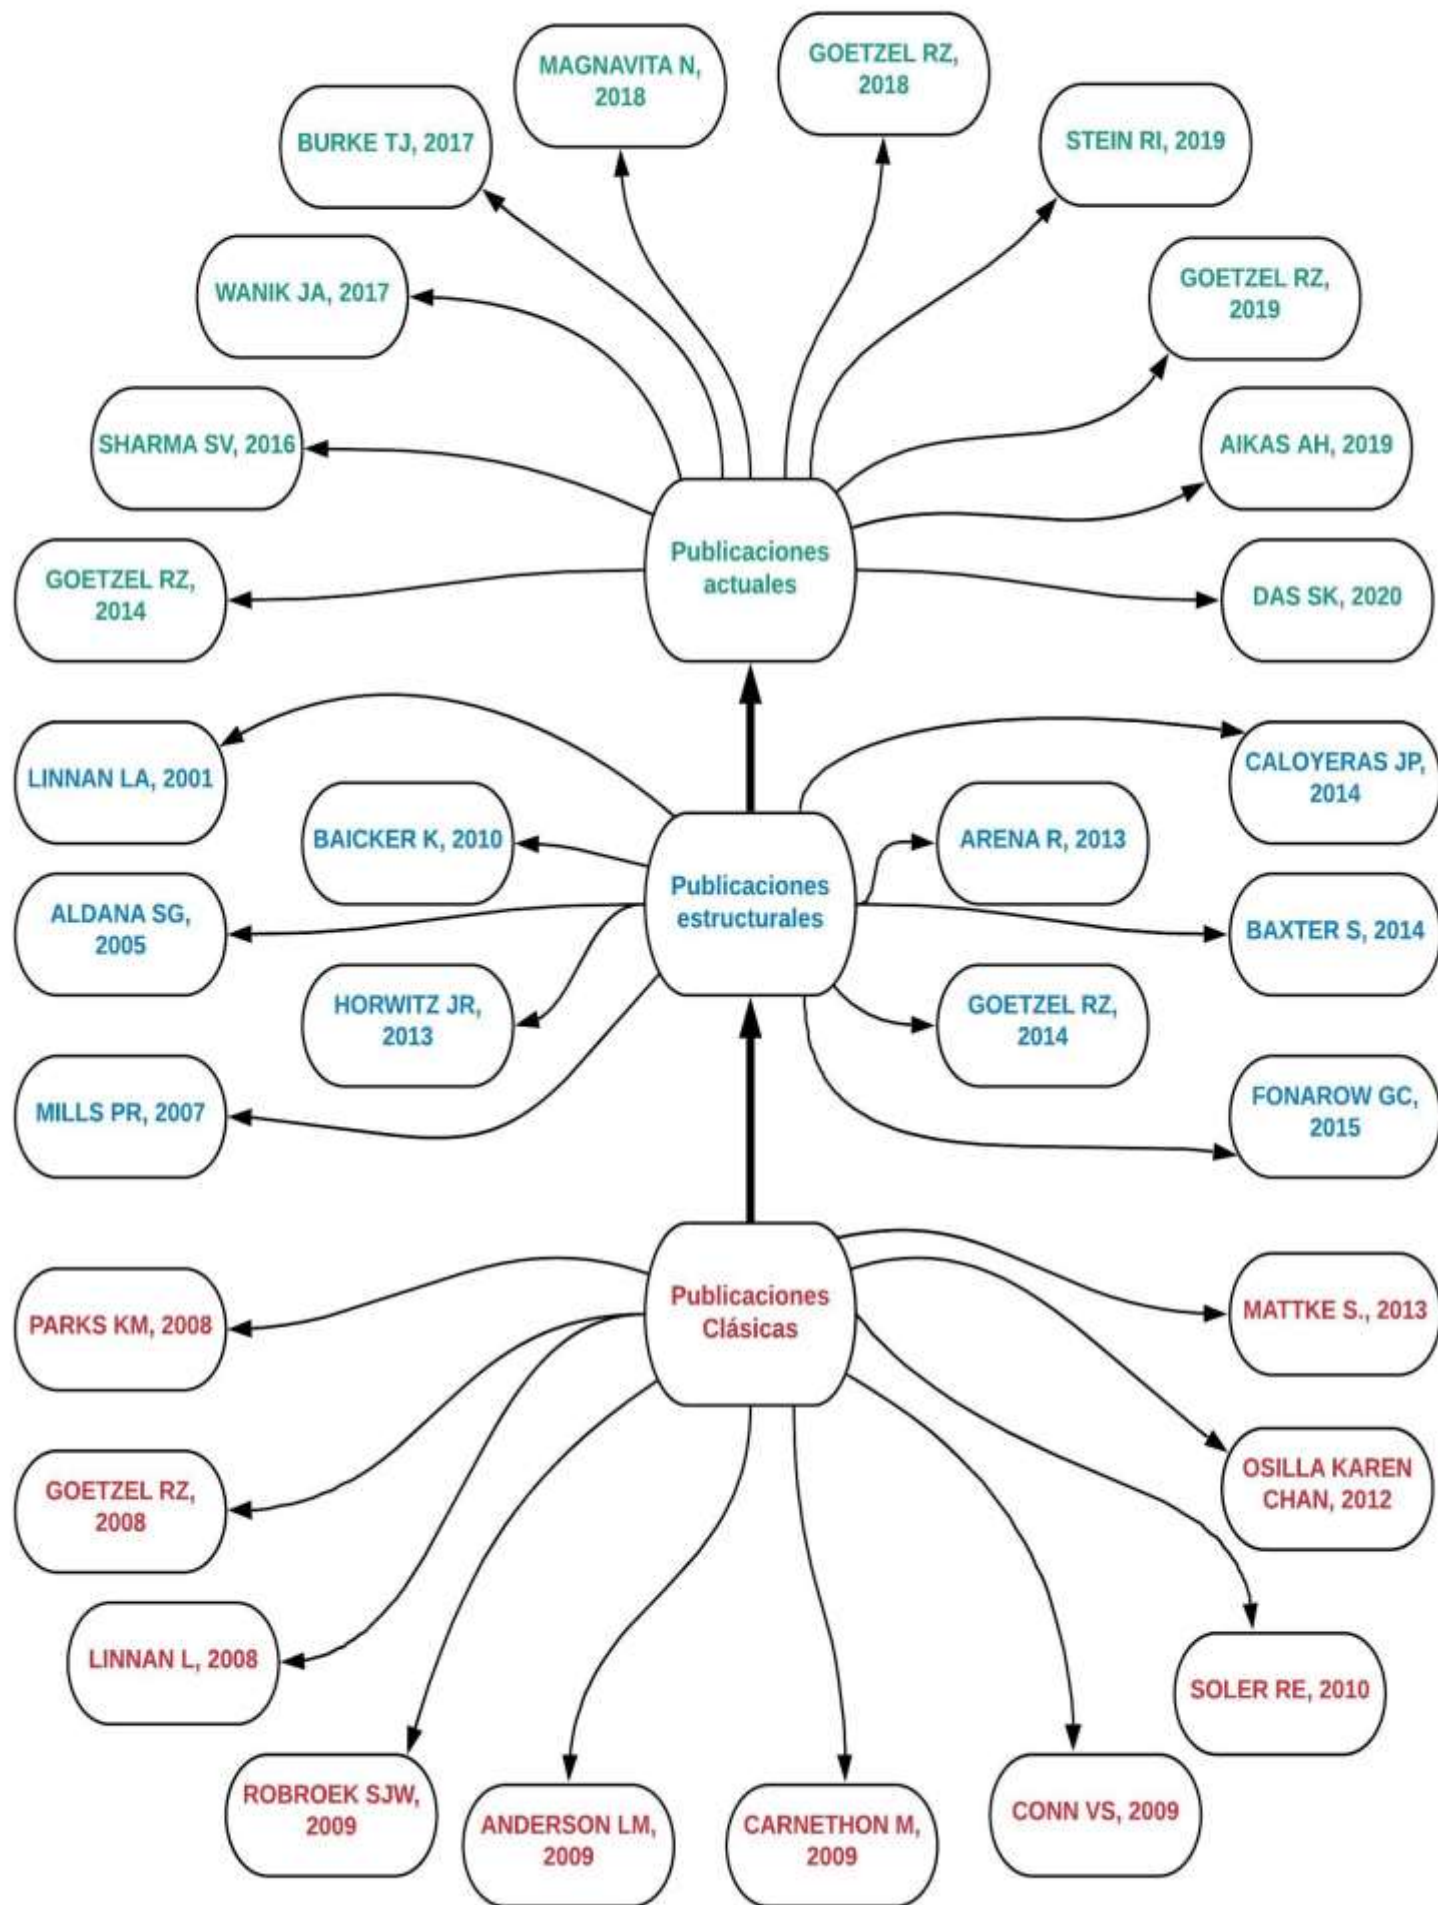 MAGNAVITA N,
2018
GOETZEL RZ,
2018
BURKE TJ, 2017
STEIN RI, 2019
WANIK JA, 2017
GOETZEL RZ,
2019
SHARMA SV, 2016
AIKAS AH, 2019
Publicaciones
actuales
GOETZEL RZ,
2014
DAS SK, 2020
LINNAN LA, 2001
CALOYERAS JP,
2014
BAICKER K, 2010
ARENA R, 2013
Publicaciones
estructurales
ALDANA SG,
2005
BAXTER S, 2014
HORWITZ JR,
2013
GOETZEL RZ,
2014
MILLS PR, 2007
FONAROW GC,
2015
Publicaciones
Clásicas
PARKS KM, 2008
MATTKE S., 2013
GOETZEL RZ,
2008
OSILLA KAREN
CHAN, 2012
LINNAN L, 2008
SOLER RE, 2010
ROBROEK SJW,
2009
ANDERSON LM,
2009
CARNETHON M,
2009
CONN VS, 2009